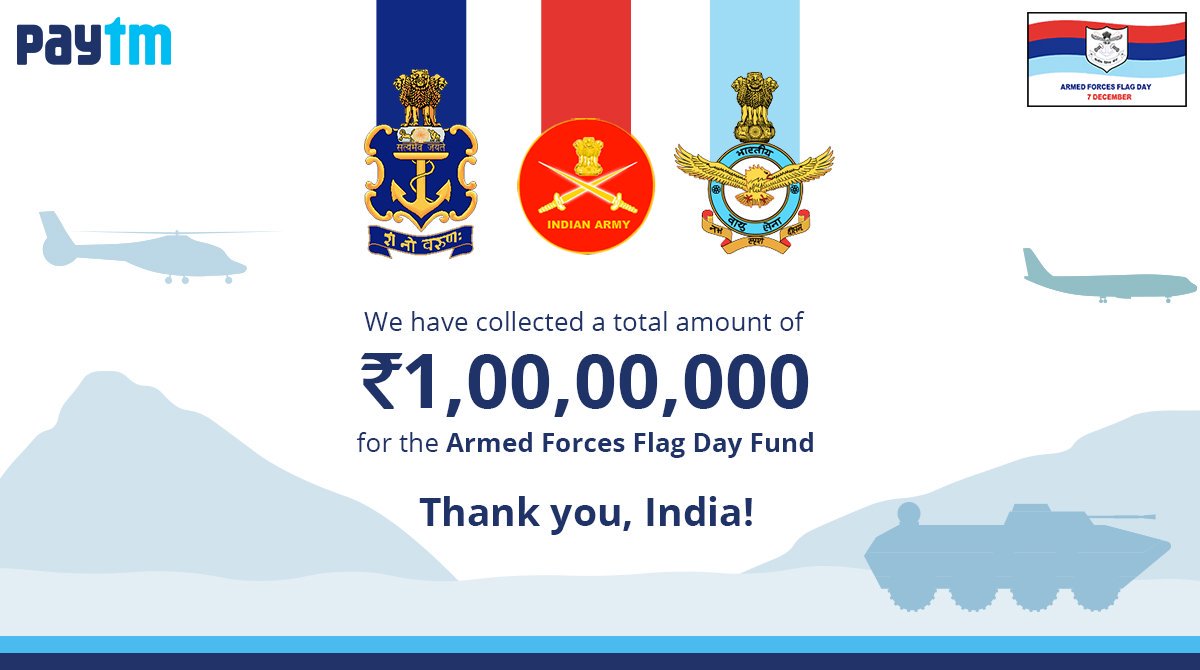 paytm
ARMED FORCES FLAG DAY
7 DECEMBER
सत्यमेव जयते
शं नो वरुणः
INDIAN ARMY
भारतीय
वायु सेना
नभः स्पृशं दीप्तम्
We have collected a total amount of
₹1,00,00,000
for the Armed Forces Flag Day Fund
Thank you, India!